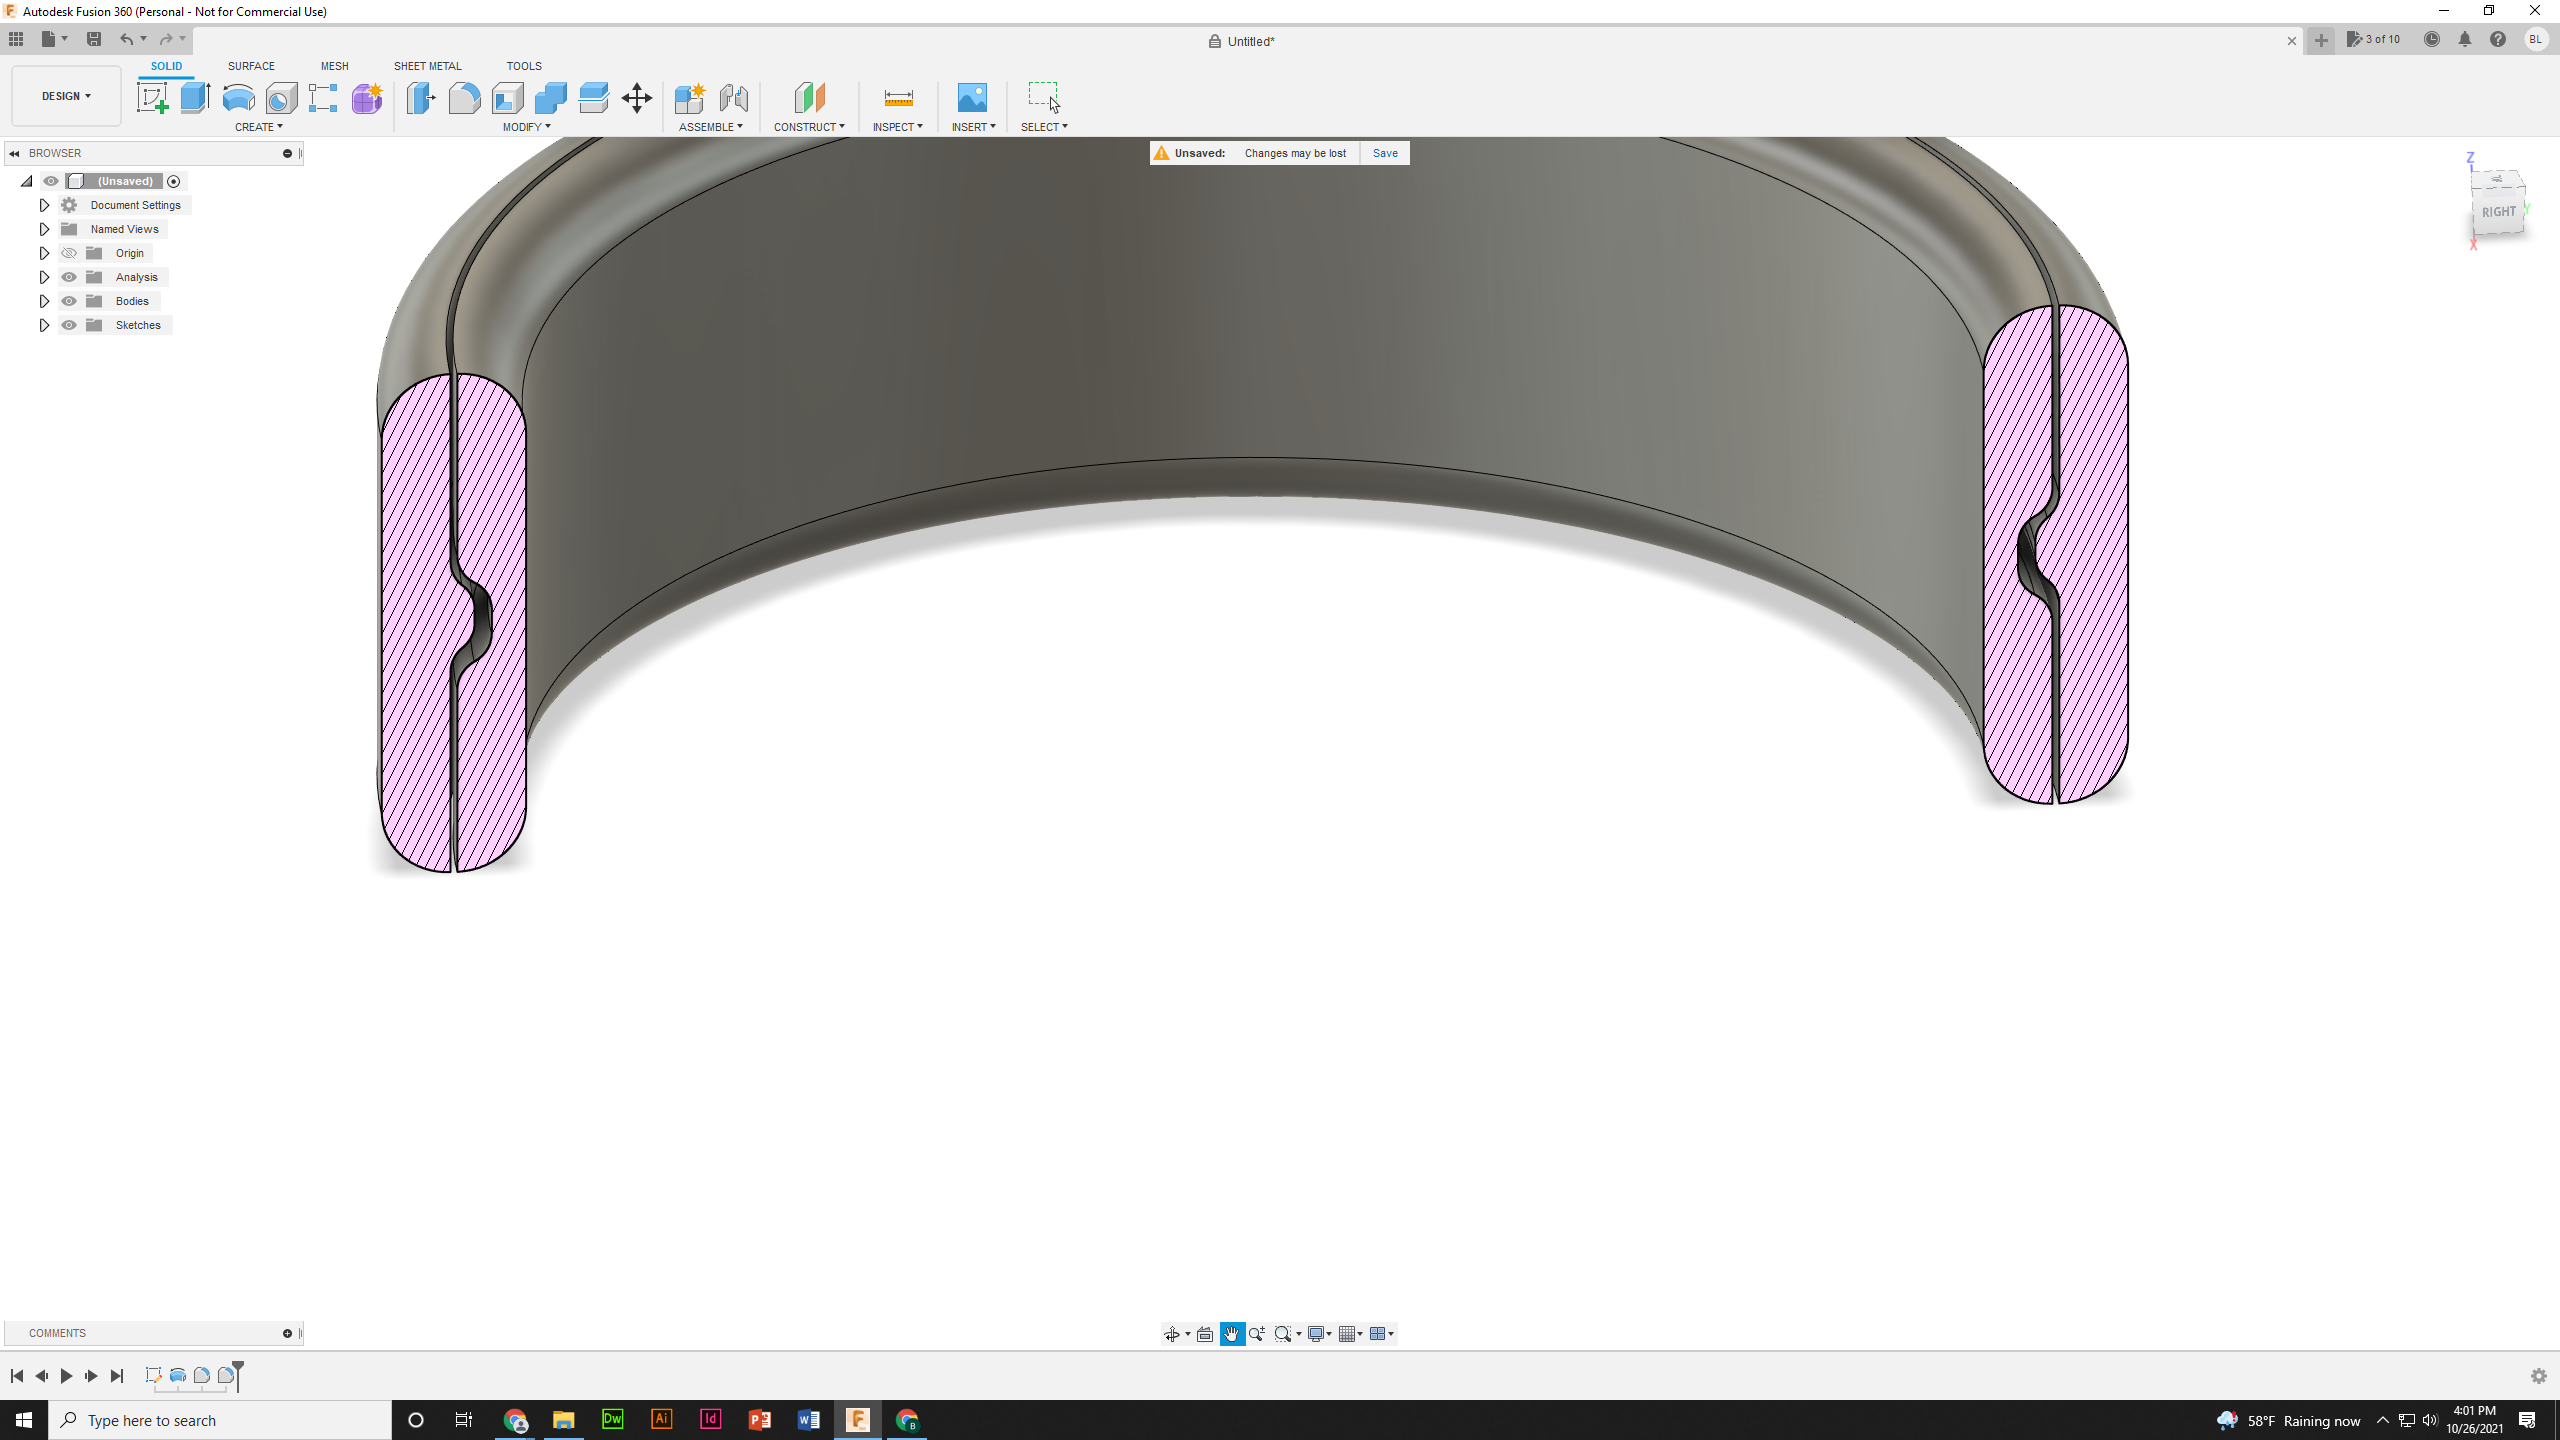 Autodesk Fusion 360 (Personal - Not for Commercial Use)
Untitled*
3 of 10
BL
SOLID SURFACE MESH SHEET METAL TOOLS
DESIGN
CREATE MODIFY ASSEMBLE CONSTRUCT INSPECT INSERT SELECT
BROWSER
Unsaved: Changes may be lost Save
(Unsaved)
Document Settings
Named Views
Origin
Analysis
Bodies
Sketches
Z
RIGHT
Y
X
COMMENTS
Type here to search
Dw
Ai
Id
P
W
F
B
58°F Raining now
4:01 PM
10/26/2021